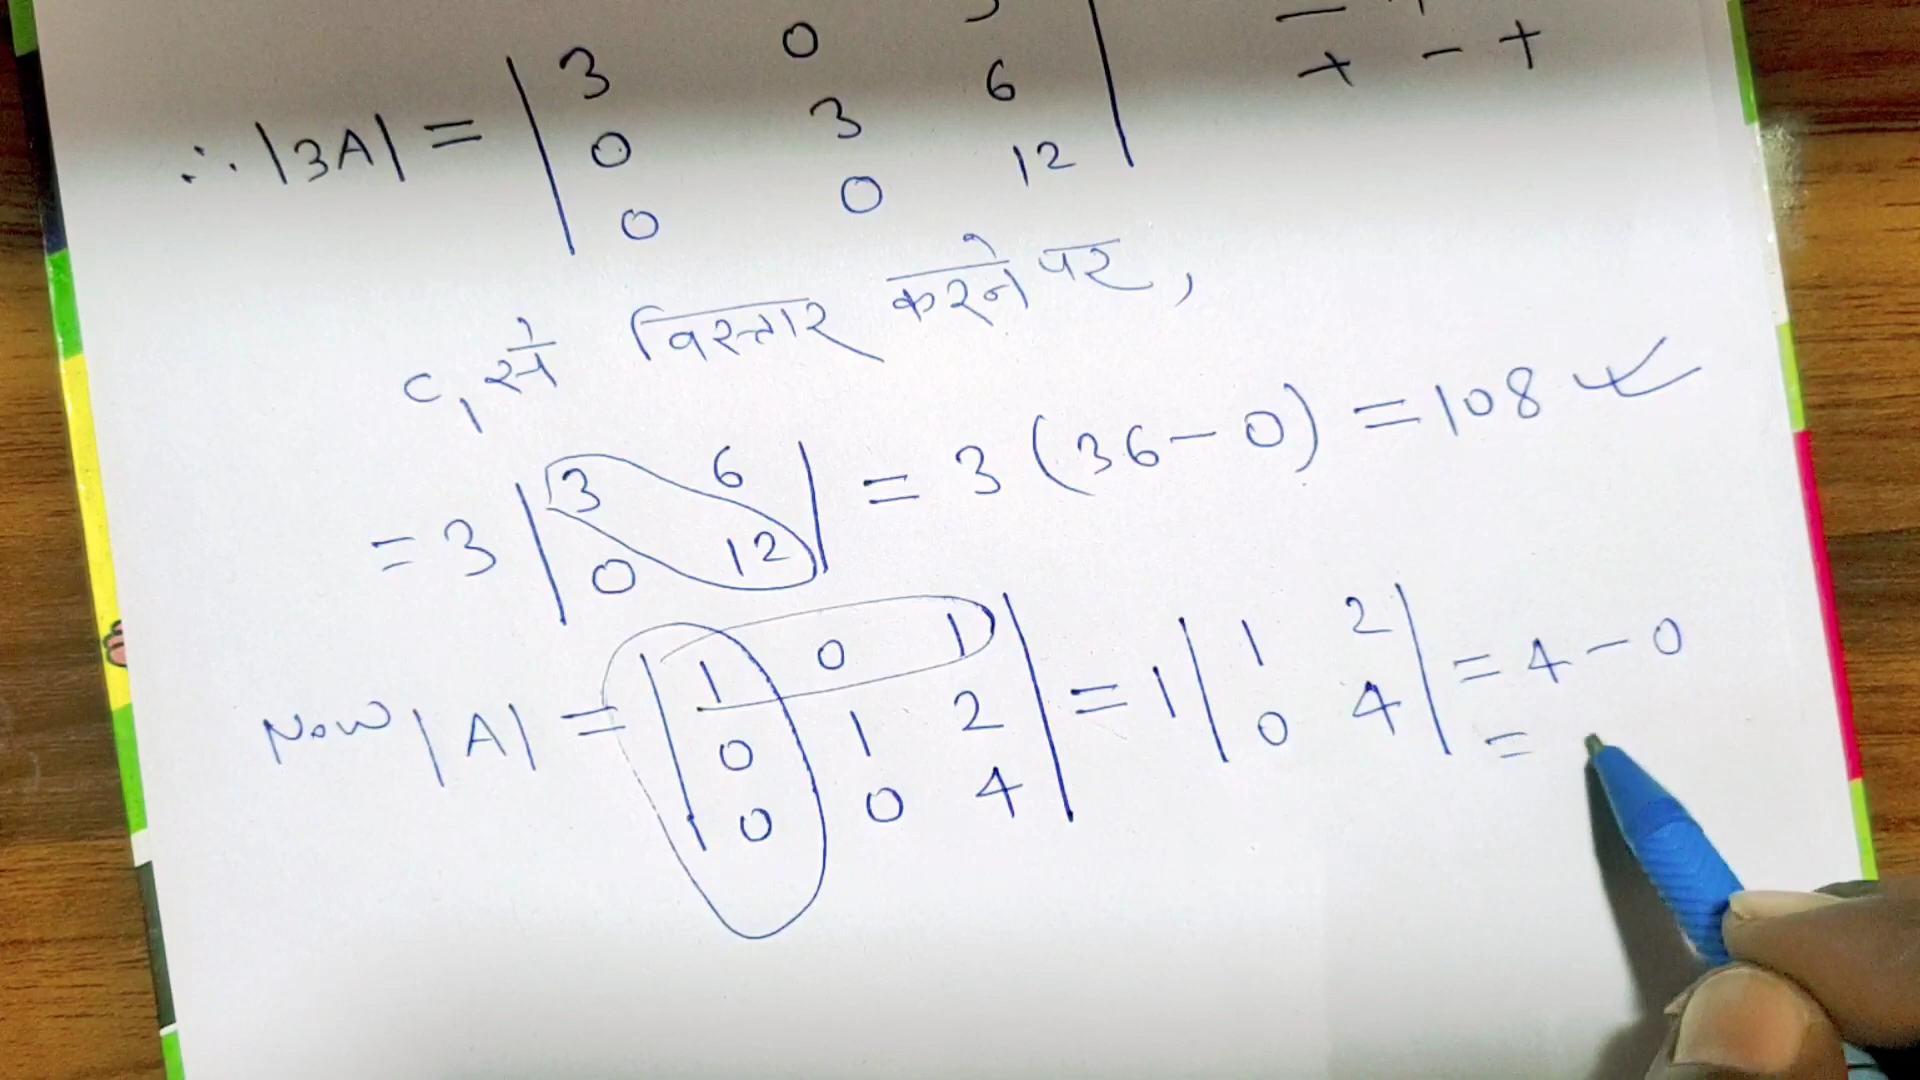 3 0 3
− +
∴ |3A| = | 0 3 6 |
+ − +
0 0 12
C₁ से विस्तार करने पर,
= 3 | 3 6 | = 3 (36 − 0) = 108 ✓
0 12
Now |A| = | 1 0 1 | = 1 | 1 2 | = 4 − 0
0 1 2 0 4 =
0 0 4